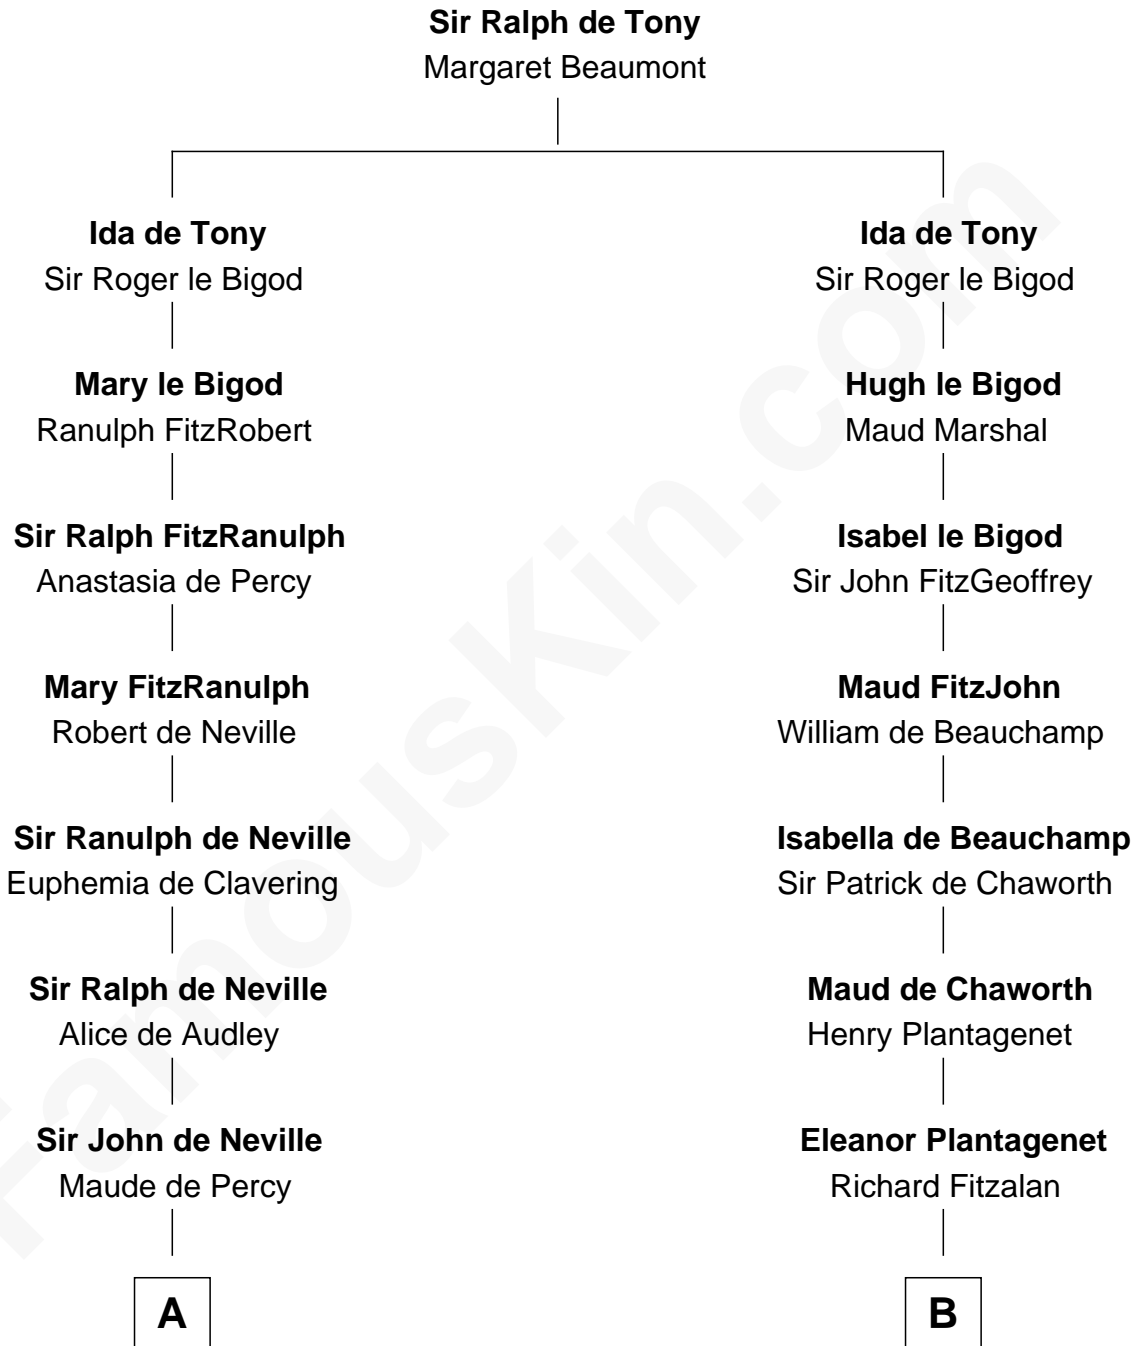 Sir Ralph de Tony
Margaret Beaumont
Ida de Tony
Sir Roger le Bigod
Mary le Bigod
Ranulph FitzRobert
Sir Ralph FitzRanulph
Anastasia de Percy
Mary FitzRanulph
Robert de Neville
Sir Ranulph de Neville
Euphemia de Clavering
Sir Ralph de Neville
Alice de Audley
Sir John de Neville
Maude de Percy
A
Ida de Tony
Sir Roger le Bigod
Hugh le Bigod
Maud Marshal
Isabel le Bigod
Sir John FitzGeoffrey
Maud FitzJohn
William de Beauchamp
Isabella de Beauchamp
Sir Patrick de Chaworth
Maud de Chaworth
Henry Plantagenet
Eleanor Plantagenet
Richard Fitzalan
B
FamousKin.com